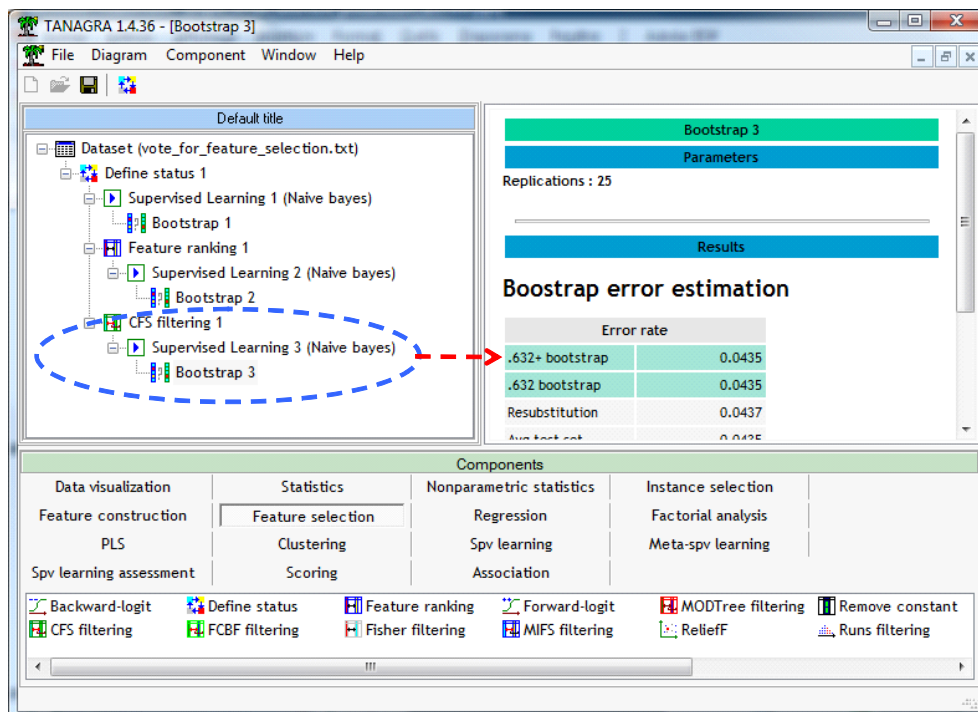 TANAGRA 1.4.36 - [Bootstrap 3]
File Diagram Component Window Help
Default title
Dataset (vote_for_feature_selection.txt)
Define status 1
Supervised Learning 1 (Naive bayes)
Bootstrap 1
Feature ranking 1
Supervised Learning 2 (Naive bayes)
Bootstrap 2
CFS filtering 1
Supervised Learning 3 (Naive bayes)
Bootstrap 3
Bootstrap 3
Parameters
Replications : 25
Results
Boostrap error estimation
Error rate
.632+ bootstrap 0.0435
.632 bootstrap 0.0435
Resubstitution 0.0437
Avg test set 0.0435
Components
Data visualization Statistics Nonparametric statistics Instance selection
Feature construction Feature selection Regression Factorial analysis
PLS Clustering Spv learning Meta-spv learning
Spv learning assessment Scoring Association
Backward-logit Define status Feature ranking Forward-logit MODTree filtering Remove constant
CFS filtering FCBF filtering Fisher filtering MIFS filtering ReliefF Runs filtering